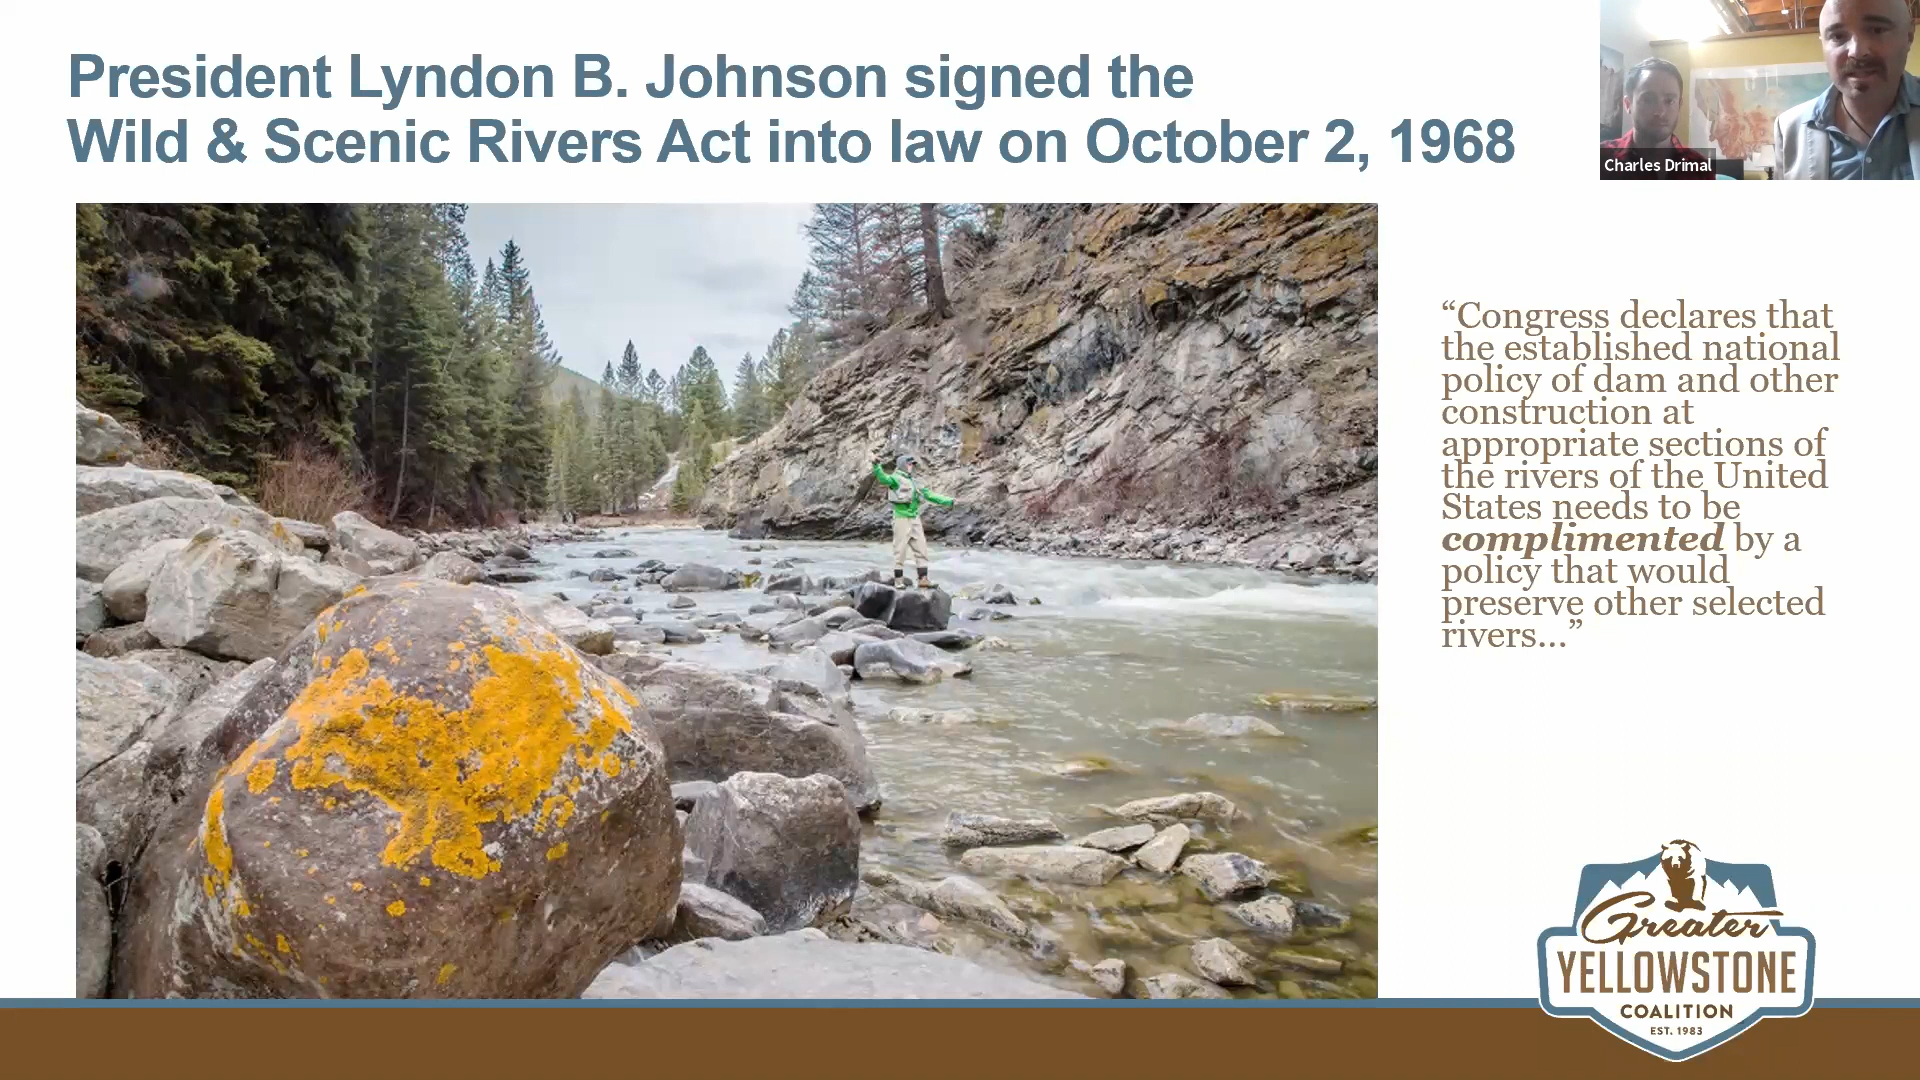 President Lyndon B. Johnson signed the
Wild & Scenic Rivers Act into law on October 2, 1968
Charles Drimal
“Congress declares that
the established national
policy of dam and other
construction at
appropriate sections of
the rivers of the United
States needs to be
complimented by a
policy that would
preserve other selected
rivers...”
Greater
YELLOWSTONE
COALITION
EST. 1983